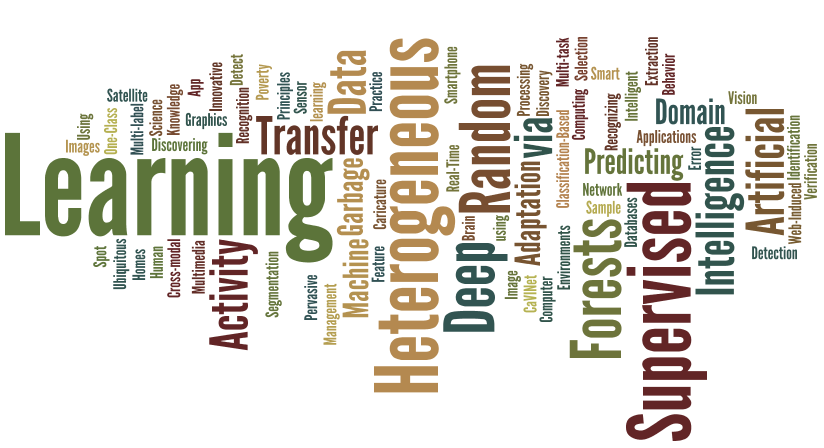 Learning
Using
Images
One-Class
Satellite
Multi-label
Science
Knowledge
App
Innovative
Discovering
Graphics
Detect
Recognition
Poverty
Principles
Sensor
learning
Transfer
Data
Practice
Spot
Ubiquitous
Homes
Human
Cross-modal
Multimedia
Activity
Segmentation
Pervasive
Management
Machine
Garbage
Caricature
Feature
Heterogeneous
Smartphone
Real-Time
Deep
Brain
using
Random
Processing
Discovery
via
Adaptation
Image
CaVINet
Computer
Environments
Classification-Based
Multi-task
Selection
Computing
Smart
Recognizing
Intelligent
Extraction
Behavior
Domain
Applications
Predicting
Error
Network
Sample
Databases
Forests
Supervised
Intelligence
Vision
Artificial
Web-Induced
Identification
Verification
Detection